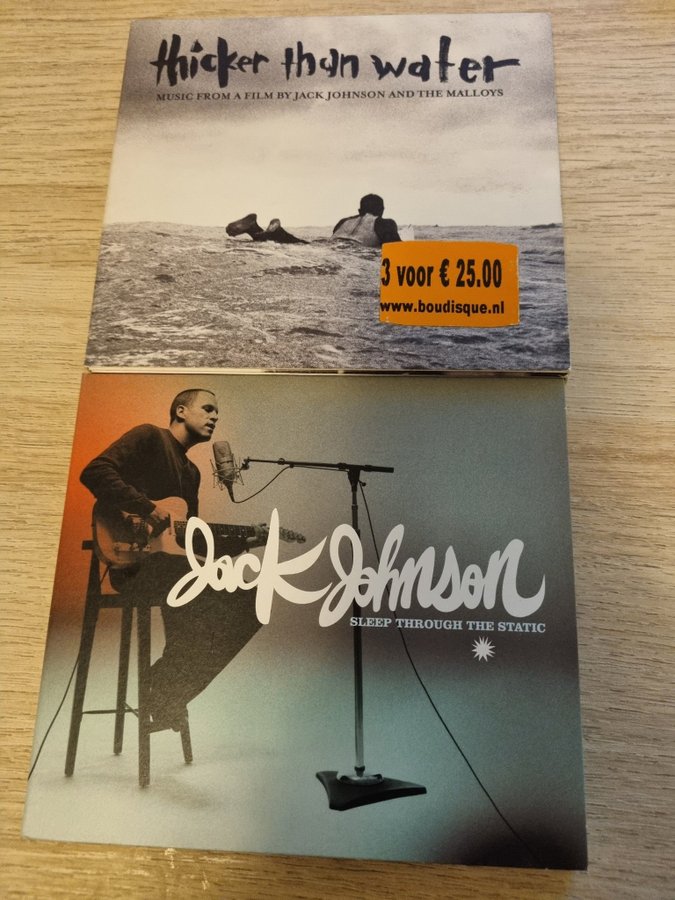 thicker than water
MUSIC FROM A FILM BY JACK JOHNSON AND THE MALLOYS
3 voor € 25.00
www.boudisque.nl
Jack Johnson
SLEEP THROUGH THE STATIC